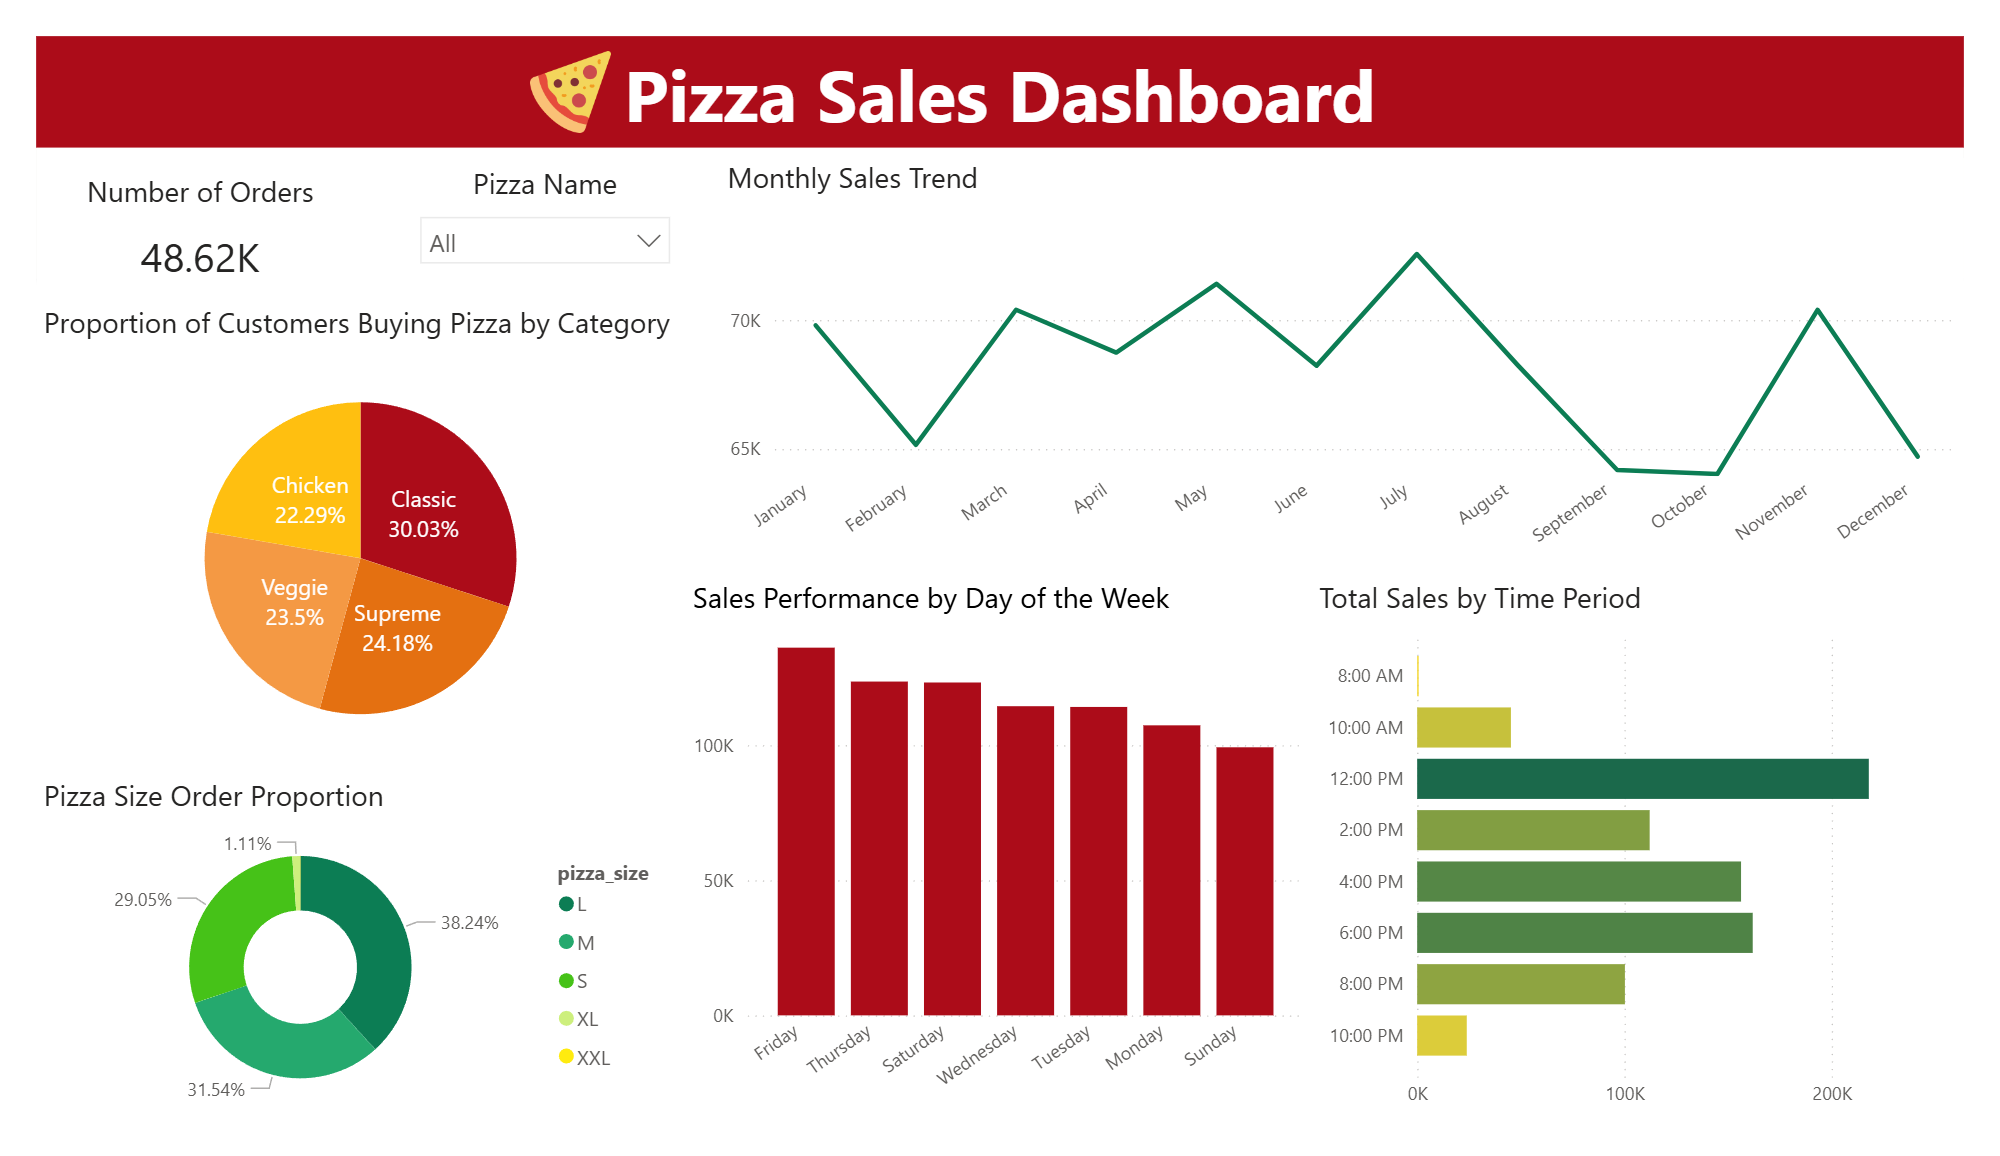 Pizza Sales Dashboard
Number of Orders
48.62K
Pizza Name
All
Proportion of Customers Buying Pizza by Category
Chicken
22.29%
Classic
30.03%
Veggie
23.5%
Supreme
24.18%
Pizza Size Order Proportion
1.11%
29.05%
38.24%
31.54%
pizza_size
L
M
S
XL
XXL
Monthly Sales Trend
70K
65K
January
February
March
April
May
June
July
August
September
October
November
December
Sales Performance by Day of the Week
100K
50K
0K
Friday
Thursday
Saturday
Wednesday
Tuesday
Monday
Sunday
Total Sales by Time Period
8:00 AM
10:00 AM
12:00 PM
2:00 PM
4:00 PM
6:00 PM
8:00 PM
10:00 PM
0K
100K
200K